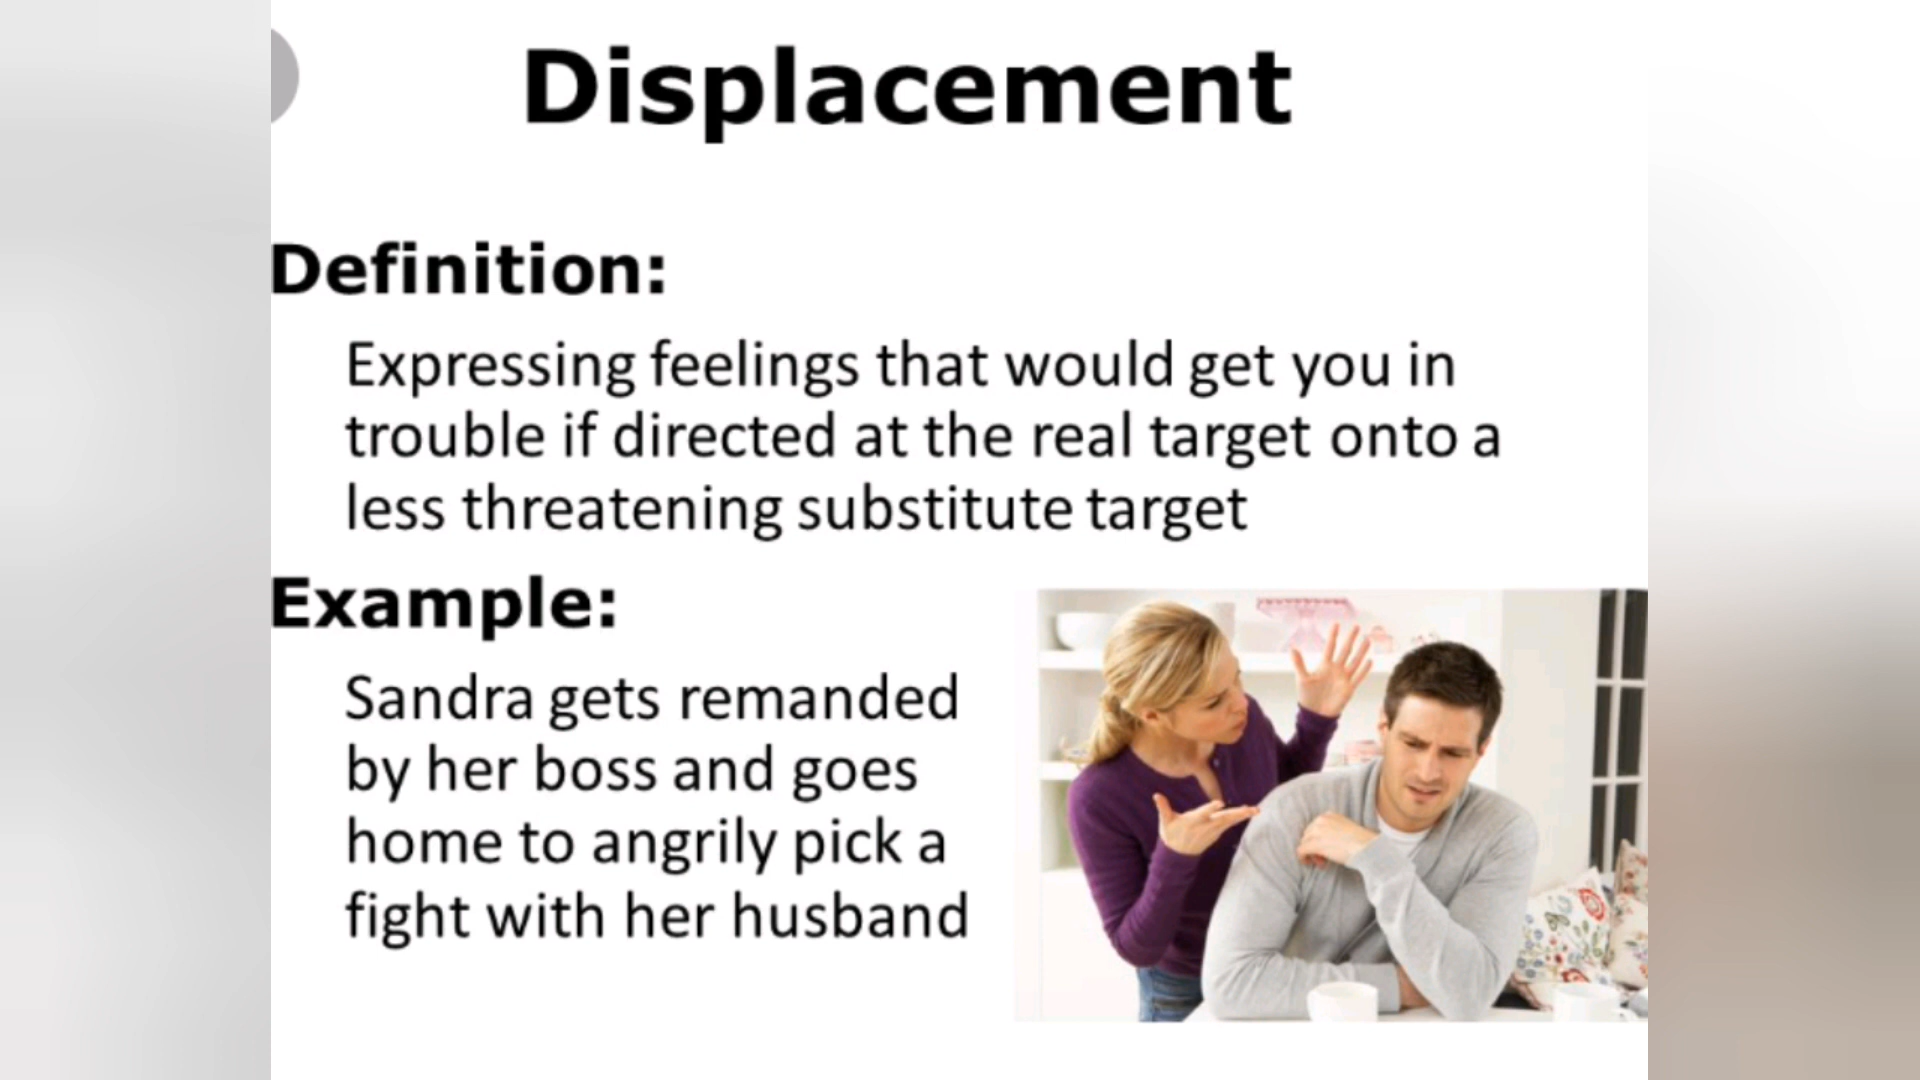 Displacement
Definition:
Expressing feelings that would get you in
trouble if directed at the real target onto a
less threatening substitute target
Example:
Sandra gets remanded
by her boss and goes
home to angrily pick a
fight with her husband